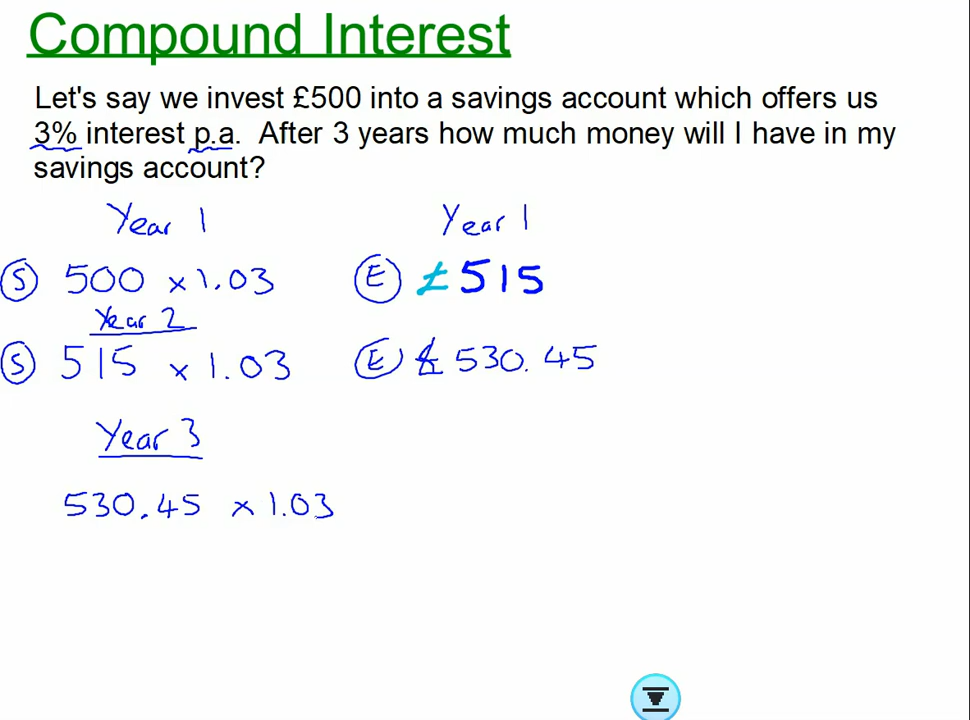 Compound Interest
Let's say we invest £500 into a savings account which offers us
3% interest p.a. After 3 years how much money will I have in my
savings account?
Year 1 Year 1
S 500 x 1.03 E £515
Year 2
S 515 x 1.03 E £530.45
Year 3
530.45 x 1.03